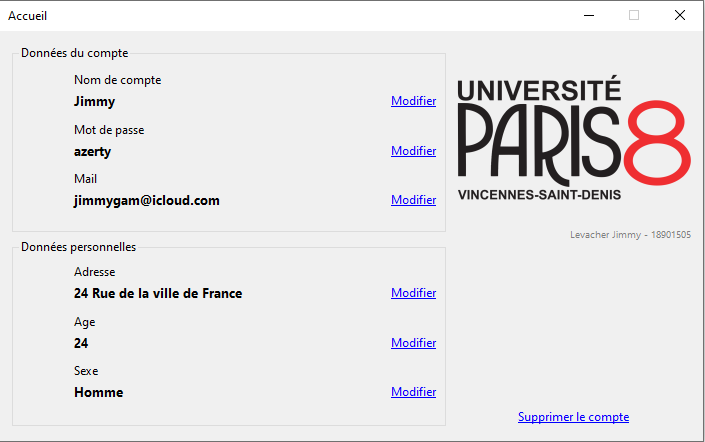 Accueil
Données du compte
Nom de compte
Jimmy Modifier
Mot de passe
azerty Modifier
Mail
jimmygam@icloud.com Modifier
Données personnelles
Adresse
24 Rue de la ville de France Modifier
Age
24 Modifier
Sexe
Homme Modifier
UNIVERSITÉ
PARIS8
VINCENNES-SAINT-DENIS
Levacher Jimmy - 18901505
Supprimer le compte